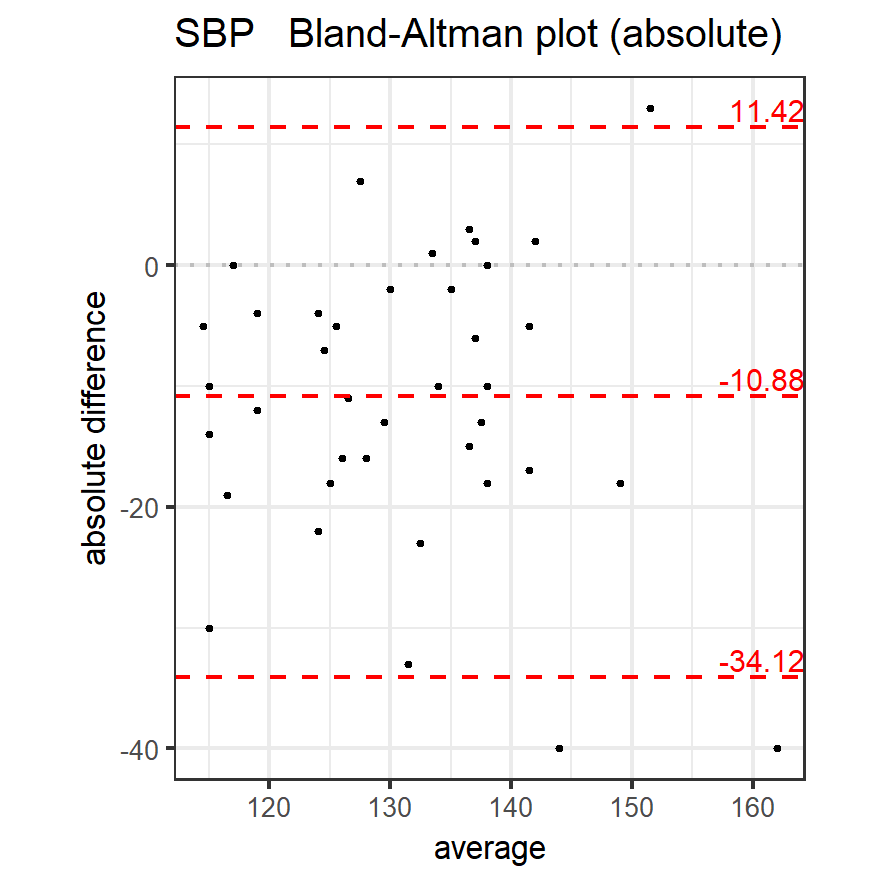 SBP   Bland-Altman plot (absolute)
11.42
0
-10.88
-20
-34.12
-40
absolute difference
120 130 140 150 160
average